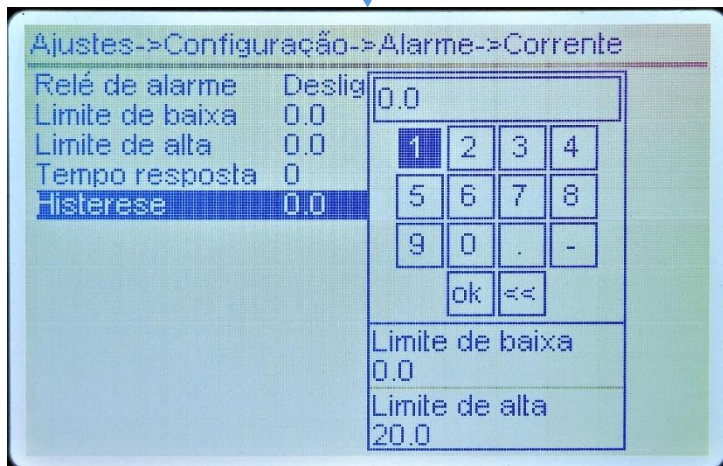 Ajustes->Configuração->Alarme->Corrente
Relé de alarme Deslig
Limite de baixa 0.0
Limite de alta 0.0
Tempo resposta 0
Histerese 0.0
0.0
1 2 3 4
5 6 7 8
9 0 . -
ok <<
Limite de baixa
0.0
Limite de alta
20.0